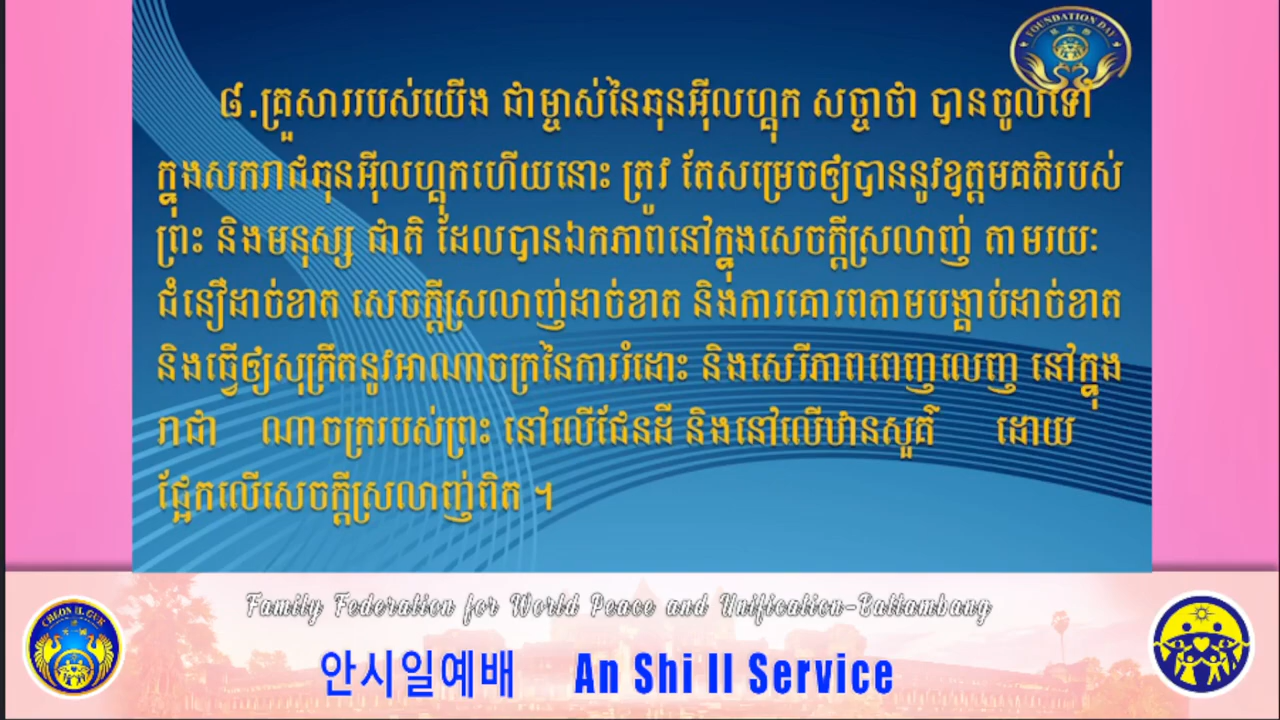 FOUNDATION DAY
៨.គ្រួសាររបស់យើង ជាម្ចាស់នៃឆុនអ៊ីលហ្គុក សច្ចាថា បានចូលទៅ
ក្នុងសករាជឆុនអ៊ីលហ្គុកហើយនោះ ត្រូវ តែសម្រេចឲ្យបាននូវឧត្តមគតិរបស់
ព្រះ និងមនុស្ស ជាតិ ដែលបានឯកភាពនៅក្នុងសេចក្តីស្រលាញ់ តាមរយៈ
ជំនឿដាច់ខាត សេចក្តីស្រលាញ់ដាច់ខាត និងការគោរពតាមបង្គាប់ដាច់ខាត
និងធ្វើឲ្យសុក្រឹតនូវអាណាចក្រនៃការរំដោះ និងសេរីភាពពេញលេញ នៅក្នុង
រាជា ណាចក្ររបស់ព្រះ នៅលើផែនដី និងនៅលើឋានសួគ៌ ដោយ
ផ្អែកលើសេចក្តីស្រលាញ់ពិត ។
Family Federation for World Peace and Unification-Battambang
CHEON IL GUK
안시일예배 An Shi Il Service